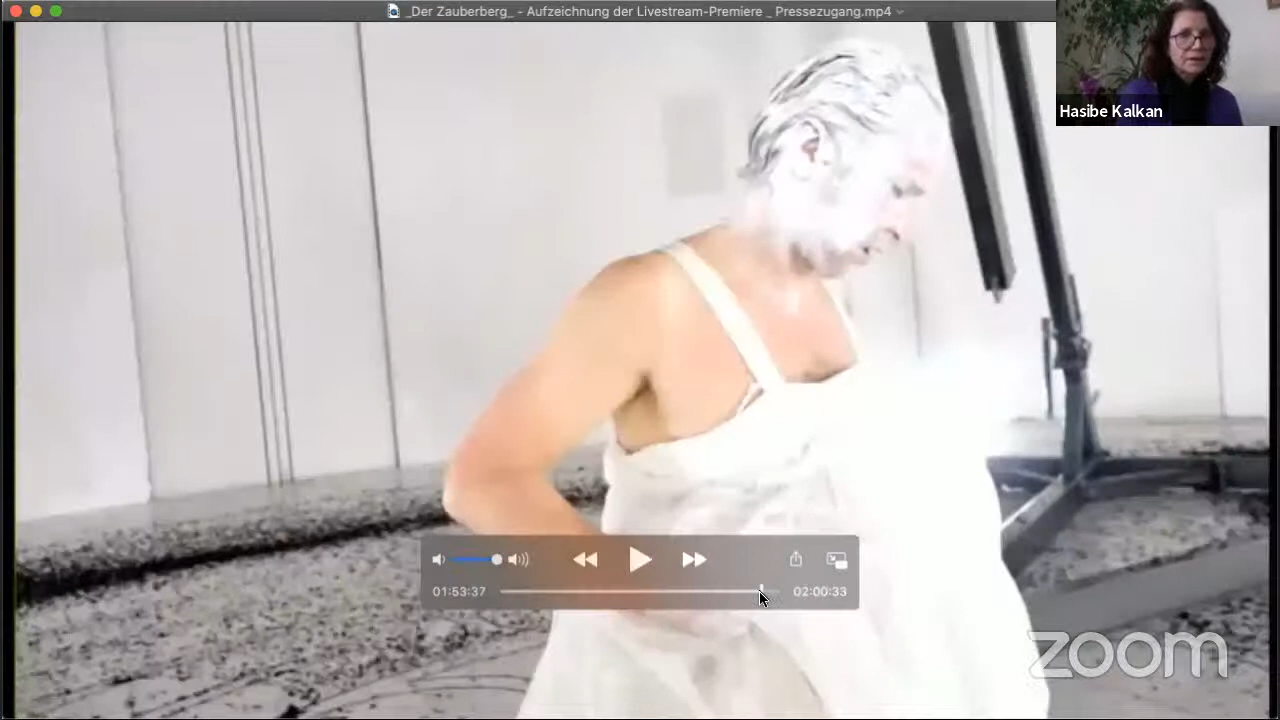 _Der Zauberberg_ - Aufzeichnung der Livestream-Premiere _ Pressezugang.mp4
Hasibe Kalkan
01:53:37
02:00:33
zoom